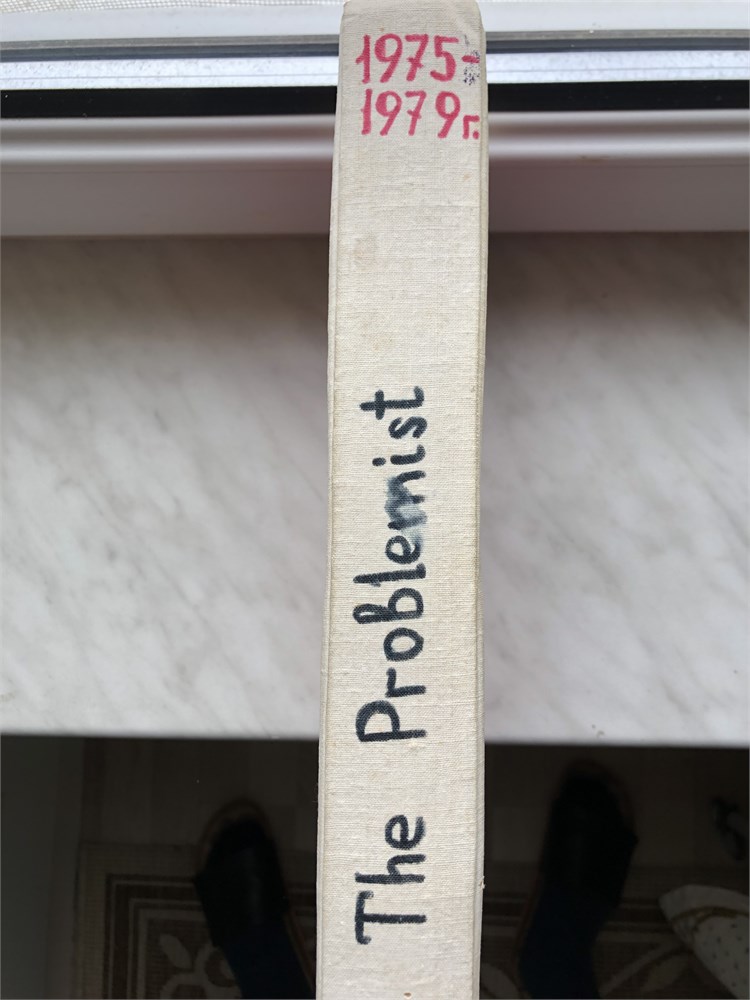 1975-
1979г.
The Problemist